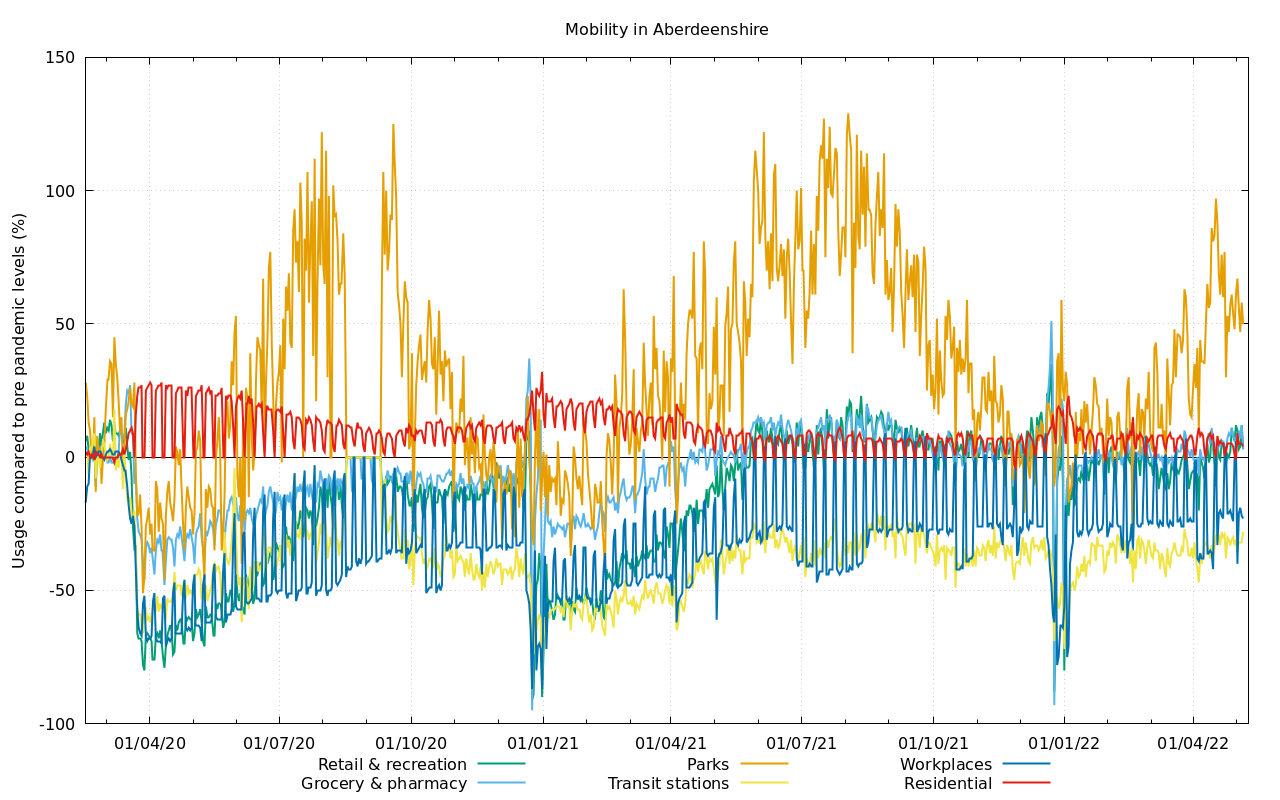 Mobility in Aberdeenshire
Usage compared to pre pandemic levels (%)
150
100
50
0
-50
-100
01/04/20 01/07/20 01/10/20 01/01/21 01/04/21 01/07/21 01/10/21 01/01/22 01/04/22
Retail & recreation Parks Workplaces
Grocery & pharmacy Transit stations Residential